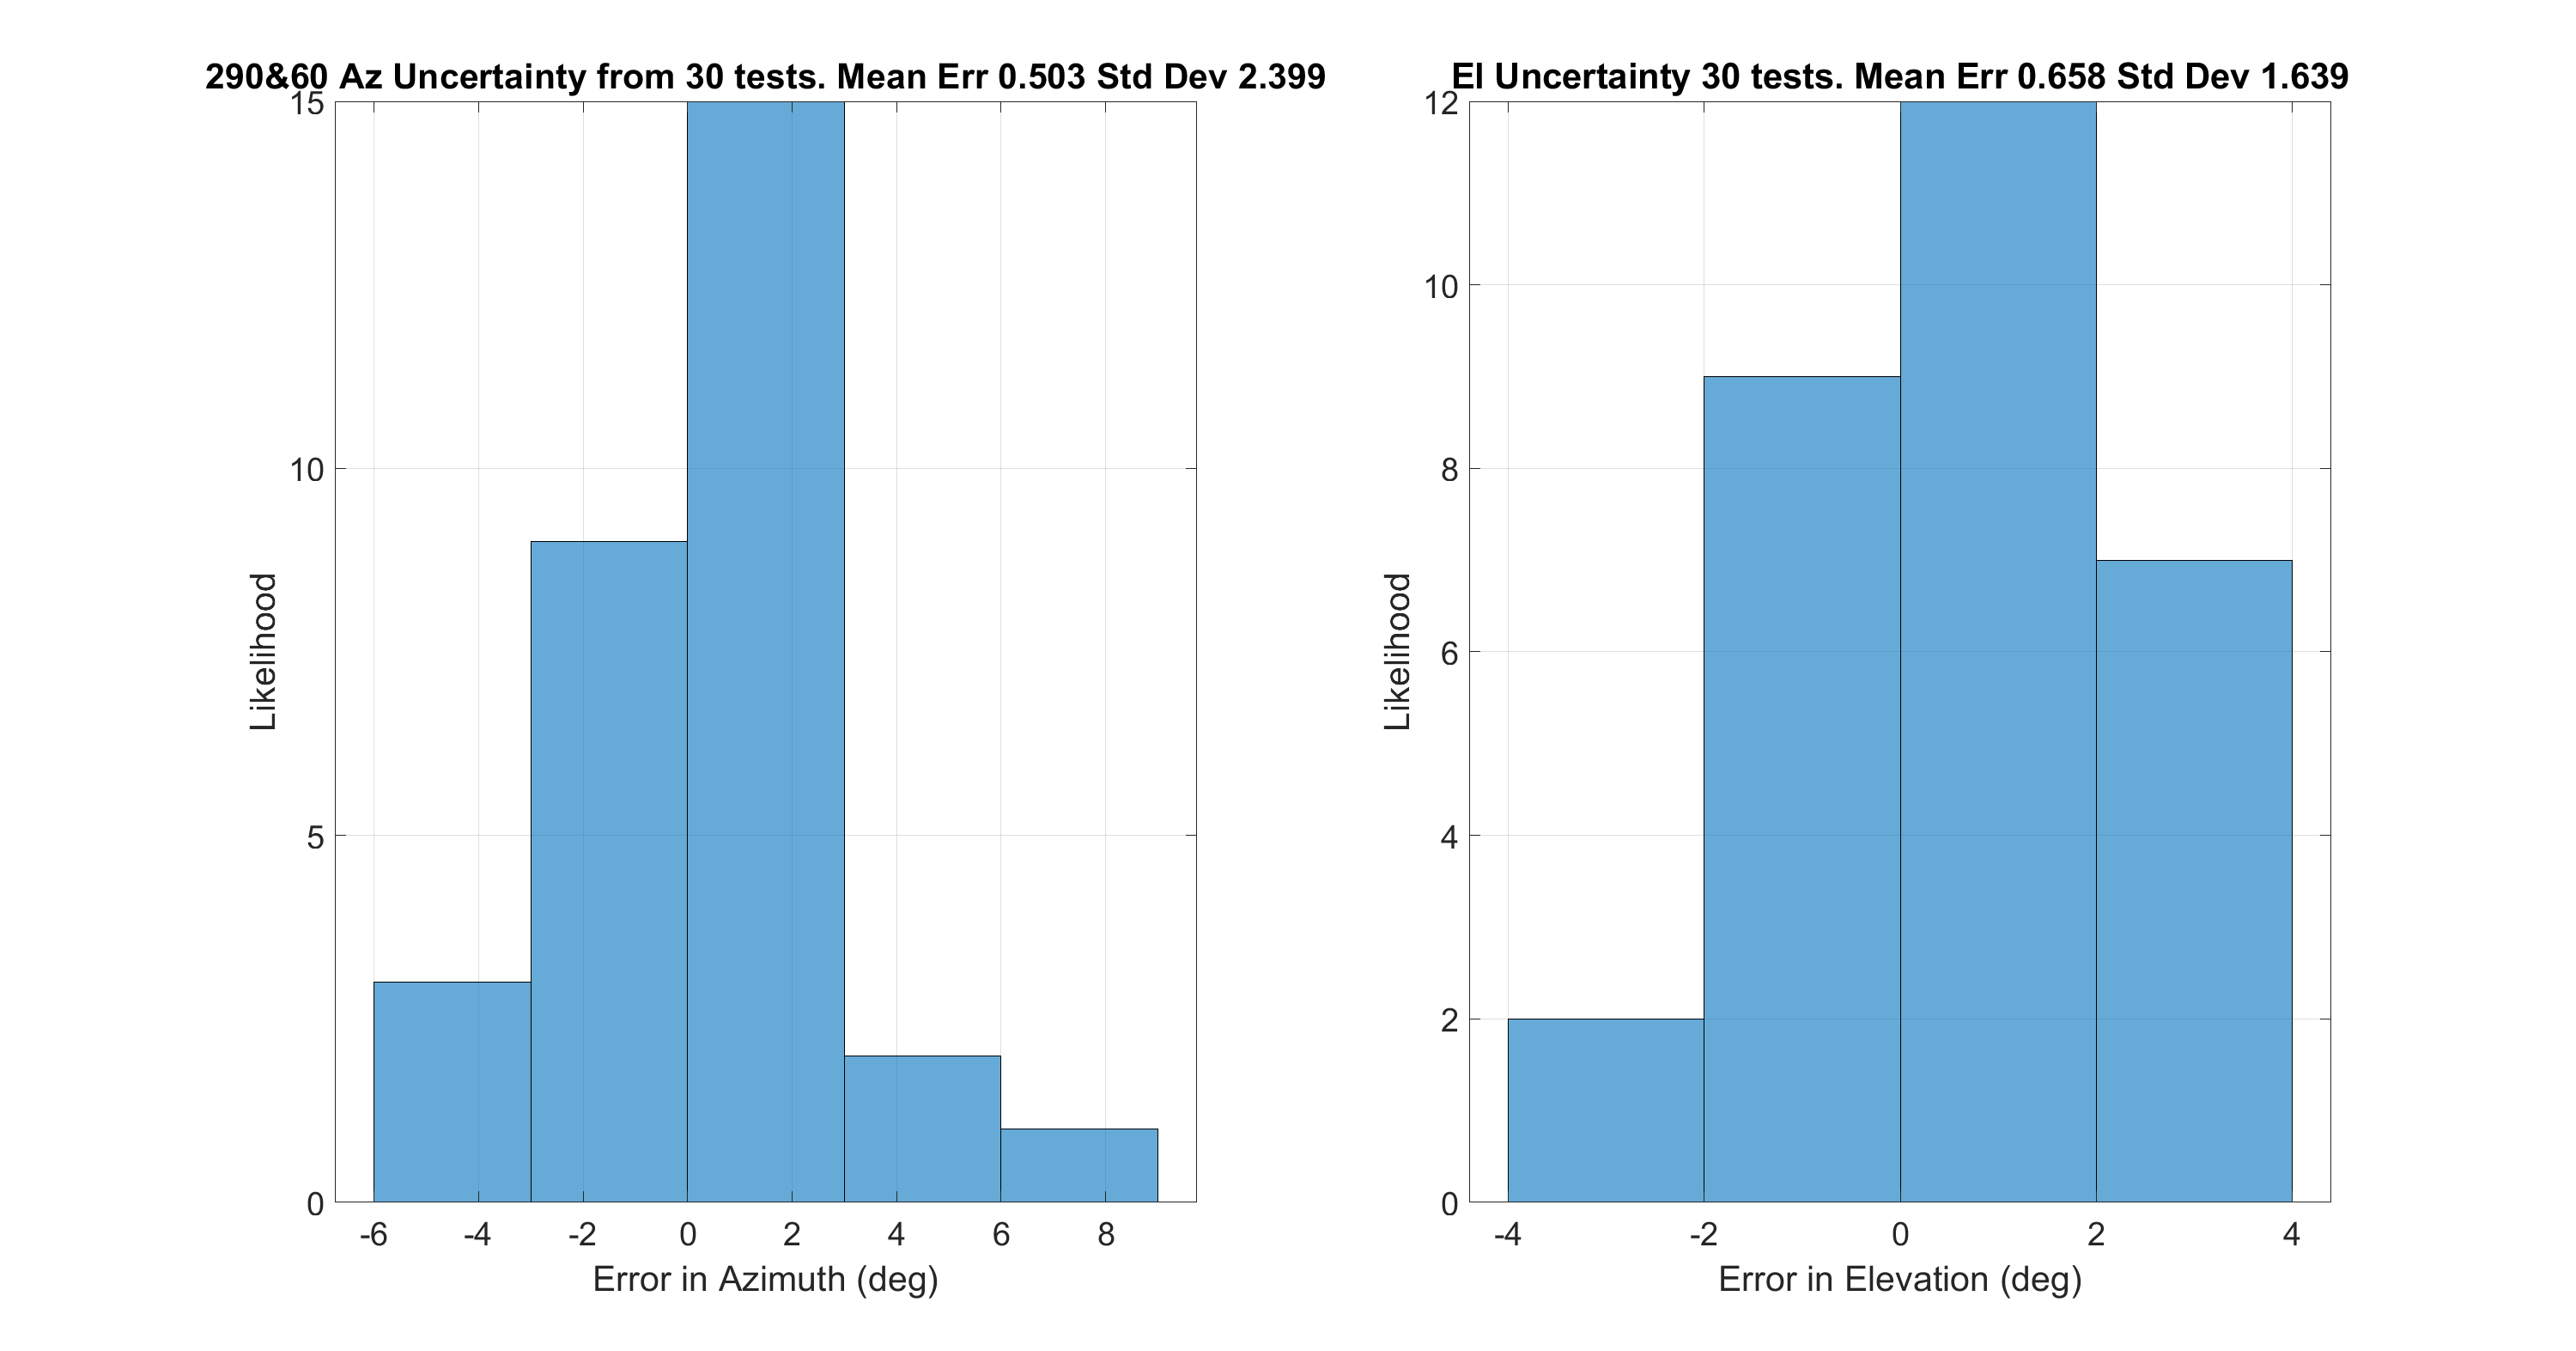 290&60 Az Uncertainty from 30 tests. Mean Err 0.503 Std Dev 2.399
15
10
5
0
Likelihood
-6 -4 -2 0 2 4 6 8
Error in Azimuth (deg)
El Uncertainty 30 tests. Mean Err 0.658 Std Dev 1.639
12
10
8
6
4
2
0
Likelihood
-4 -2 0 2 4
Error in Elevation (deg)